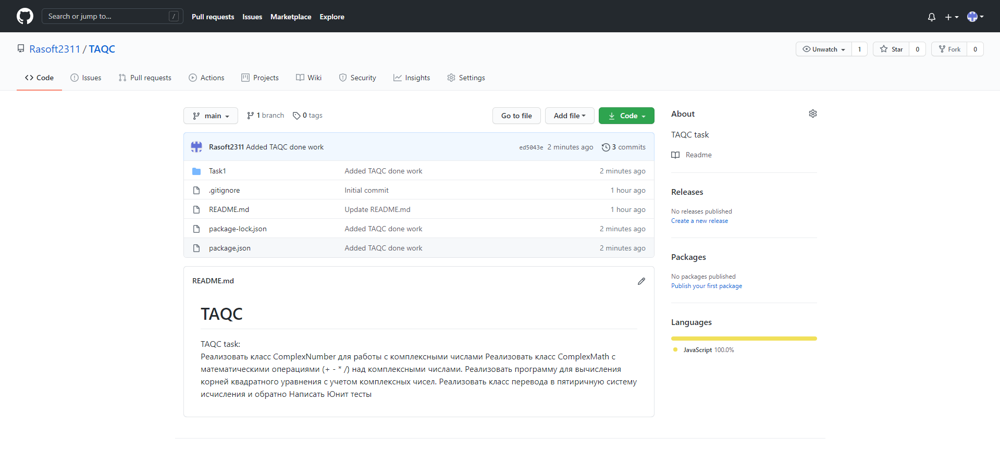 Search or jump to... /
Pull requests Issues Marketplace Explore
Rasoft2311 / TAQC
Unwatch 1 Star 0 Fork 0
Code Issues Pull requests Actions Projects Wiki Security Insights Settings
main 1 branch 0 tags Go to file Add file Code
Rasoft2311 Added TAQC done work ed5043e 2 minutes ago 3 commits
Task1 Added TAQC done work 2 minutes ago
.gitignore Initial commit 1 hour ago
README.md Update README.md 1 hour ago
package-lock.json Added TAQC done work 2 minutes ago
package.json Added TAQC done work 2 minutes ago
README.md
TAQC
TAQC task:
Реализовать класс ComplexNumber для работы с комплексными числами Реализовать класс ComplexMath с
математическими операциями (+ - * /) над комплексными числами. Реализовать программу для вычисления
корней квадратного уравнения с учетом комплексных чисел. Реализовать класс перевода в пятиричную систему
исчисления и обратно Написать Юнит тесты
About
TAQC task
Readme
Releases
No releases published
Create a new release
Packages
No packages published
Publish your first package
Languages
JavaScript 100.0%